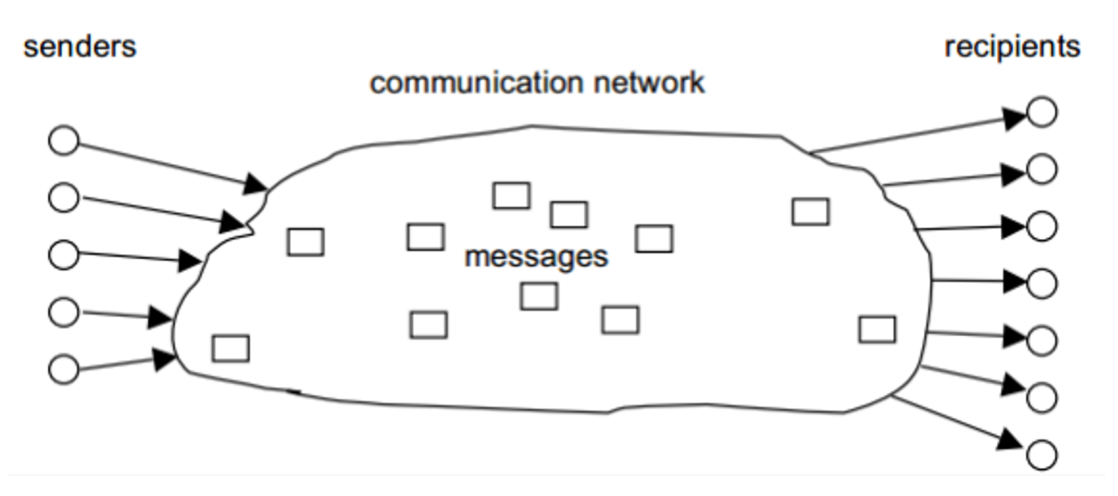 senders
recipients
communication network
messages